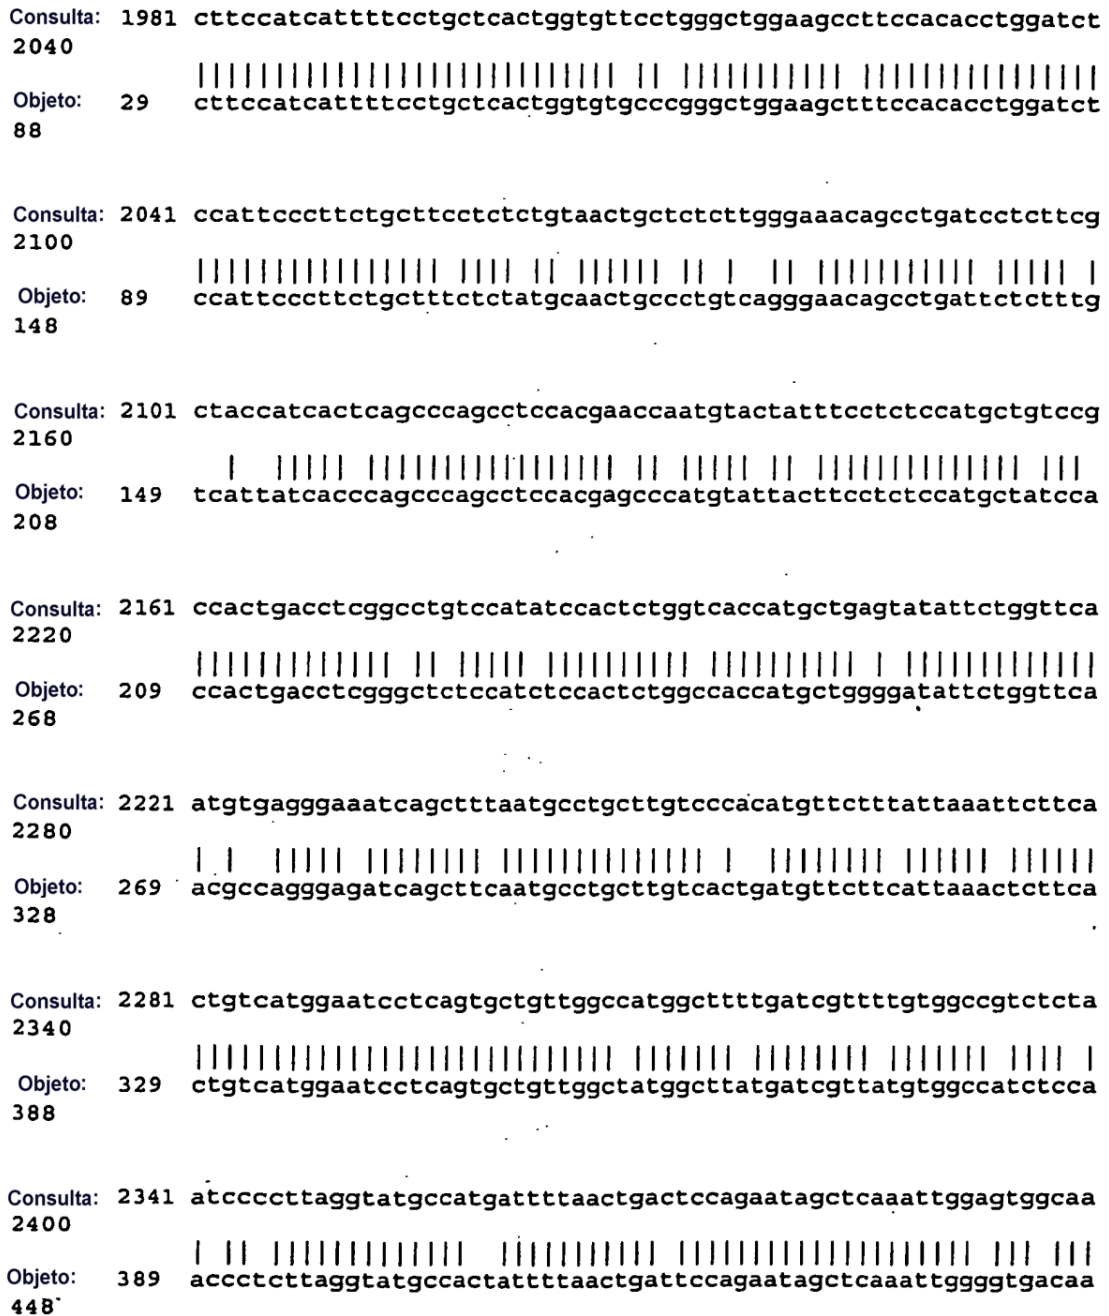 Consulta: 1981 cttccatcattttcctgctcactggtgttcctgggctggaagccttccacacctggatct
2040
||||||||||||||||||||||||||| || ||||||||||| ||||||||||||||||
Objeto: 29 cttccatcattttcctgctcactggtgtgcccgggctggaagctttccacacctggatct
88
Consulta: 2041 ccattcccttctgcttcctctctgtaactgctctcttgggaaacagcctgatcctcttcg
2100
|||||||||||||||| |||| || |||||| || | || ||||||||||| ||||| |
Objeto: 89 ccattcccttctgctttctctatgcaactgccctgtcagggaacagcctgattctctttg
148
Consulta: 2101 ctaccatcactcagcccagcctccacgaaccaatgtactatttcctctccatgctgtccg
2160
| ||||| |||||||||||||||| || ||||| || ||||||||||||| |||
Objeto: 149 tcattatcacccagcccagcctccacgagcccatgtattacttcctctccatgctatcca
208
Consulta: 2161 ccactgacctcggcctgtccatatccactctggtcaccatgctgagtatattctggttca
2220
||||||||||||| || ||||| |||||||||| |||||||||| | |||||||||||||
Objeto: 209 ccactgacctcgggctctccatctccactctggccaccatgctggggatattctggttca
268
Consulta: 2221 atgtgagggaaatcagctttaatgcctgcttgtcccacatgttctttattaaattcttca
2280
| | ||||| |||||||| ||||||||||||| | |||||||| |||||| ||||||
Objeto: 269 acgccagggagatcagcttcaatgcctgcttgtcactgatgttcttcattaaactcttca
328
Consulta: 2281 ctgtcatggaatcctcagtgctgttggccatggcttttgatcgttttgtggccgtctcta
2340
||||||||||||||||||||||||||| ||||||| |||||||| ||||||| |||| |
Objeto: 329 ctgtcatggaatcctcagtgctgttggctatggcttatgatcgttatgtggccatctcca
388
Consulta: 2341 atccccttaggtatgccatgattttaactgactccagaatagctcaaattggagtggcaa
2400
| || ||||||||||||| ||||||||||| ||||||||||||||||||| ||| |||
Objeto: 389 accctcttaggtatgccactattttaactgattccagaatagctcaaattggggtgacaa
448